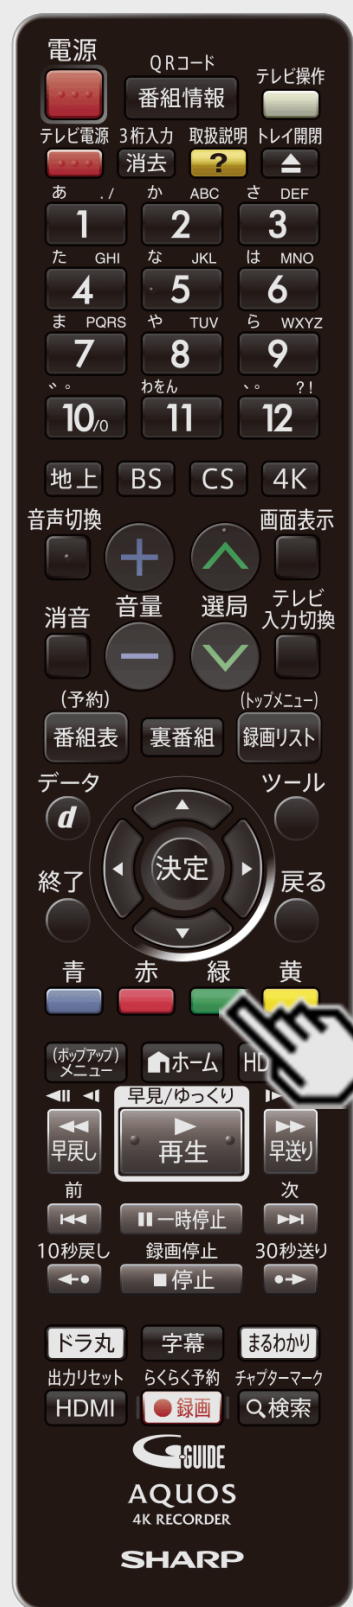 電源
QRコード
テレビ操作
番組情報
テレビ電源 3桁入力 取扱説明 トレイ開閉
消去 ?
あ ./ か ABC さ DEF
1 2 3
た GHI な JKL は MNO
4 5 6
ま PQRS や TUV ら WXYZ
7 8 9
゛゜ わをん 、。 ?!
10/0 11 12
地上 BS CS 4K
音声切換 画面表示
消音 音量 選局 テレビ
入力切換
(予約) (トップメニュー)
番組表 裏番組 録画リスト
データ ツール
d
決定
終了 戻る
青 赤 緑 黄
(ポップアップ)
メニュー ホーム
早見/ゆっくり
早戻し 再生 早送り
前 次
一時停止
10秒戻し 録画停止 30秒送り
停止
ドラ丸 字幕 まるわかり
出力リセット らくらく予約 チャプターマーク
HDMI 録画 検索
G-GUIDE
AQUOS
4K RECORDER
SHARP